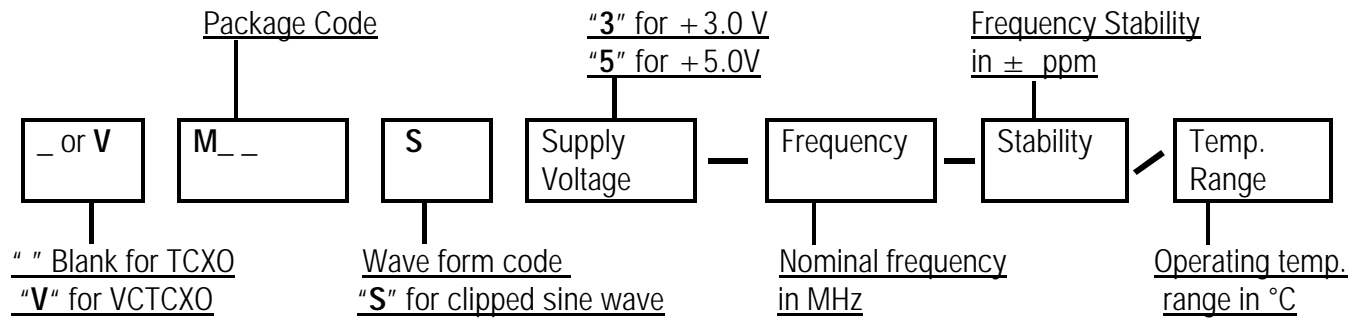 Package Code
“3” for +3.0 V
“5” for +5.0V
Frequency Stability
in ± ppm
_ or V
M_ _
S
Supply
Voltage
Frequency
Stability
Temp.
Range
“ ” Blank for TCXO
“V“ for VCTCXO
Wave form code
“S” for clipped sine wave
Nominal frequency
in MHz
Operating temp.
range in °C